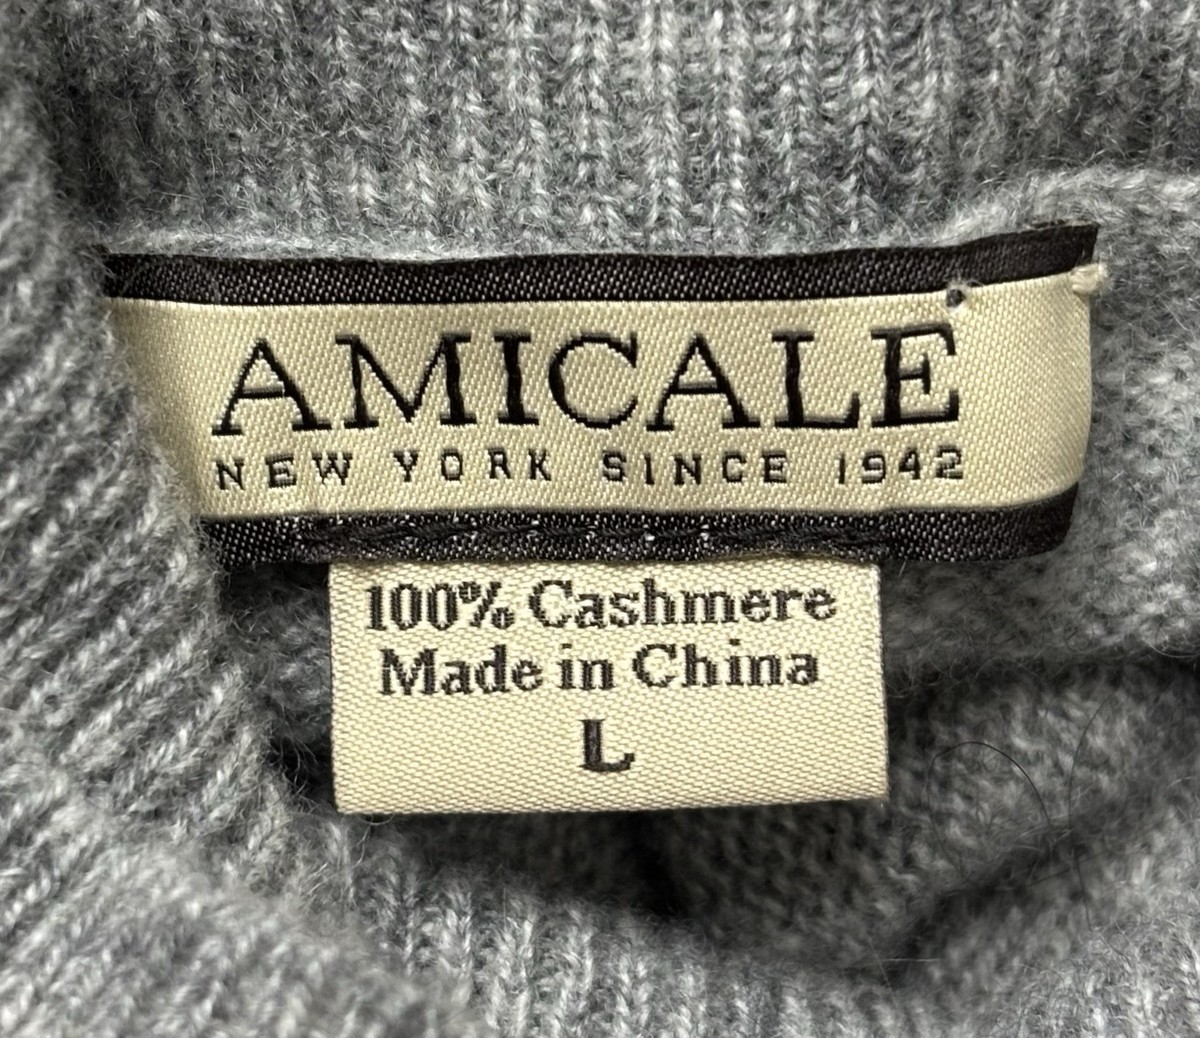 AMICALE
NEW YORK SINCE 1942
100% Cashmere
Made in China
L